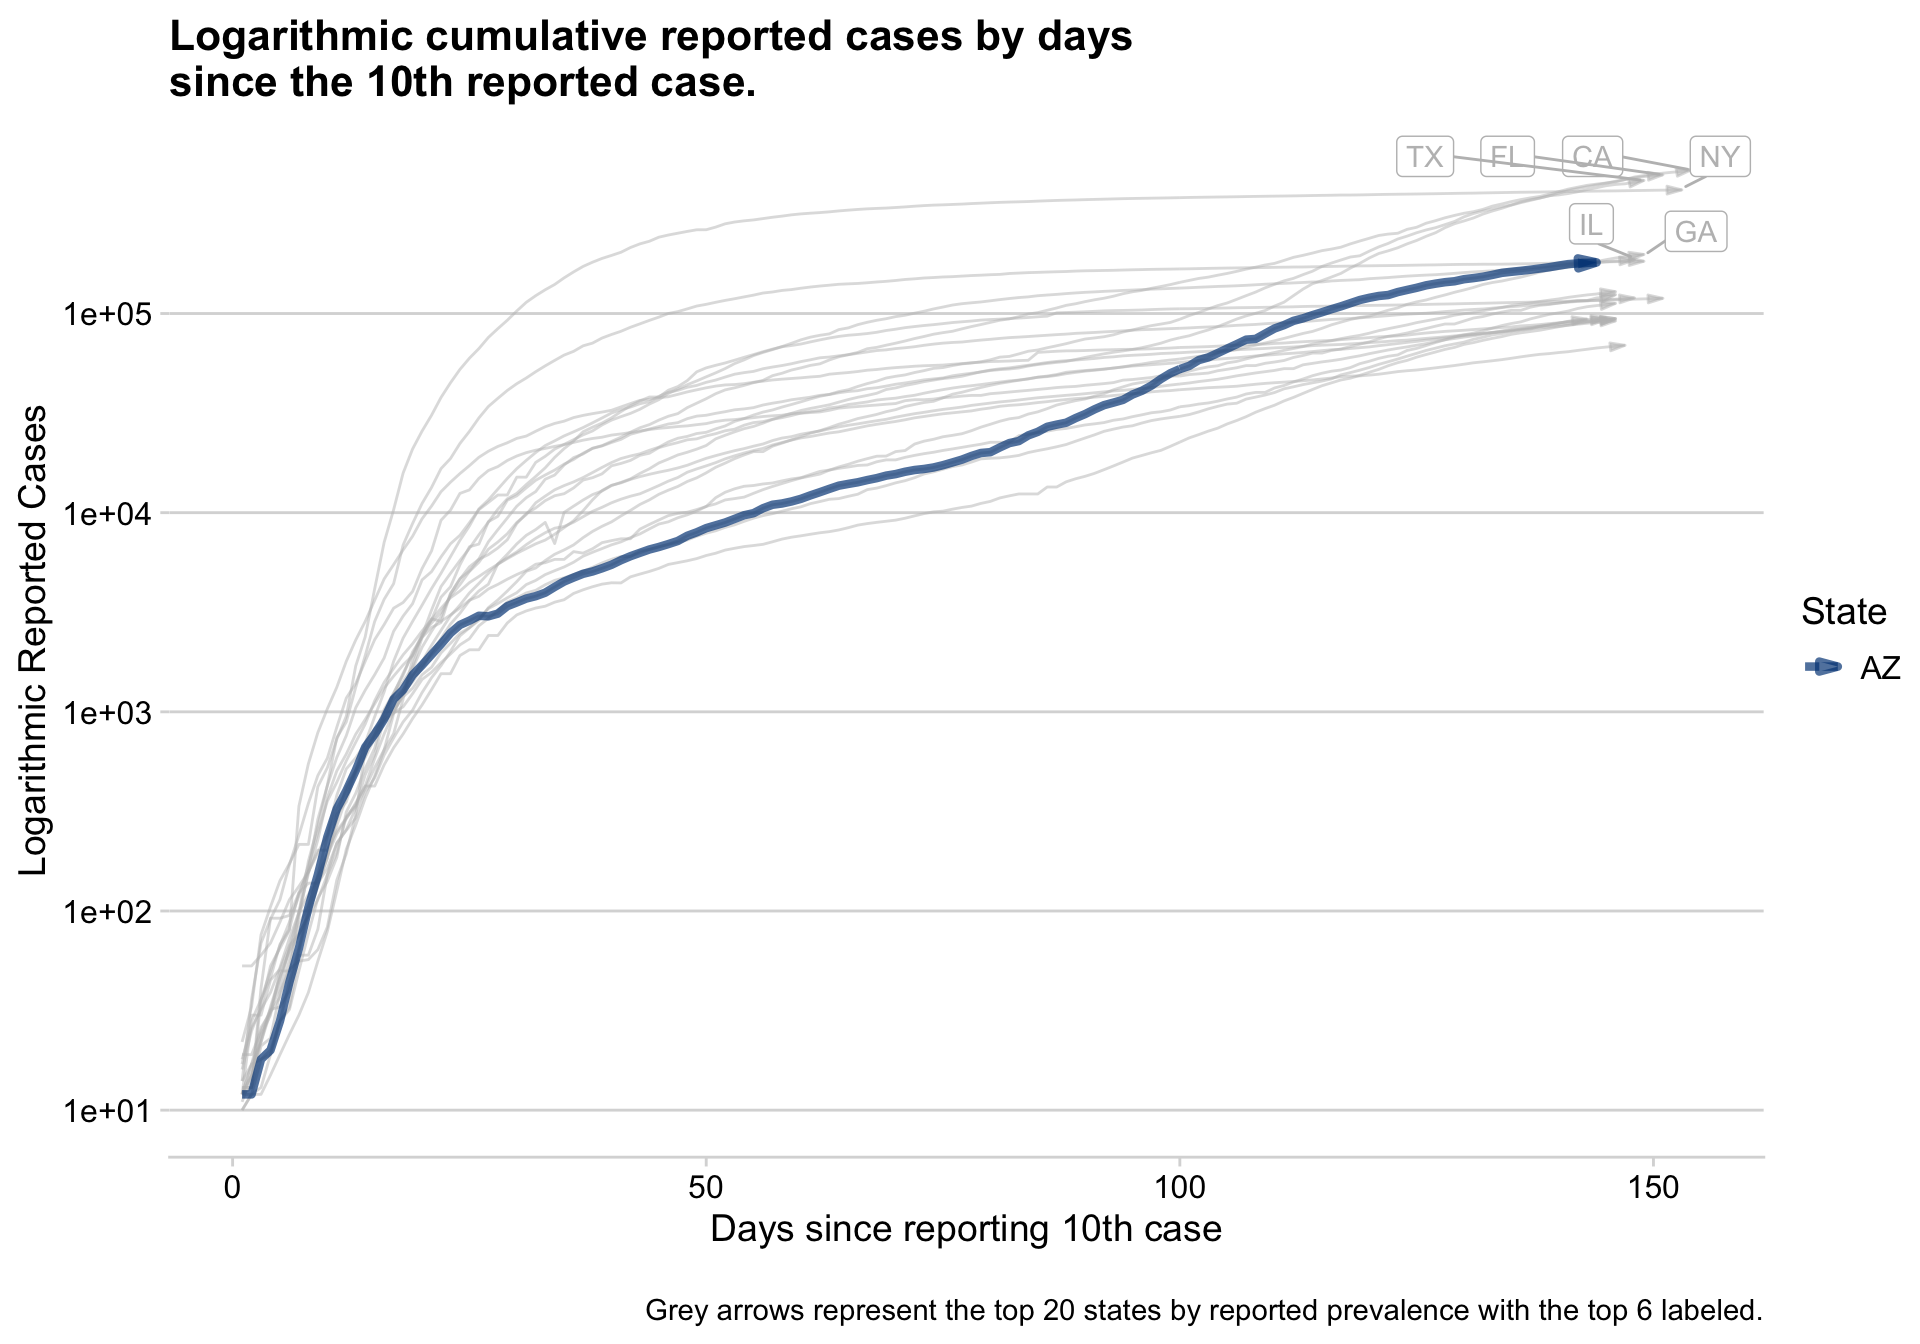 Logarithmic cumulative reported cases by days
since the 10th reported case.
TX FL CA NY
IL GA
Logarithmic Reported Cases
1e+05
1e+04
1e+03
1e+02
1e+01
0 50 100 150
Days since reporting 10th case
State
AZ
Grey arrows represent the top 20 states by reported prevalence with the top 6 labeled.